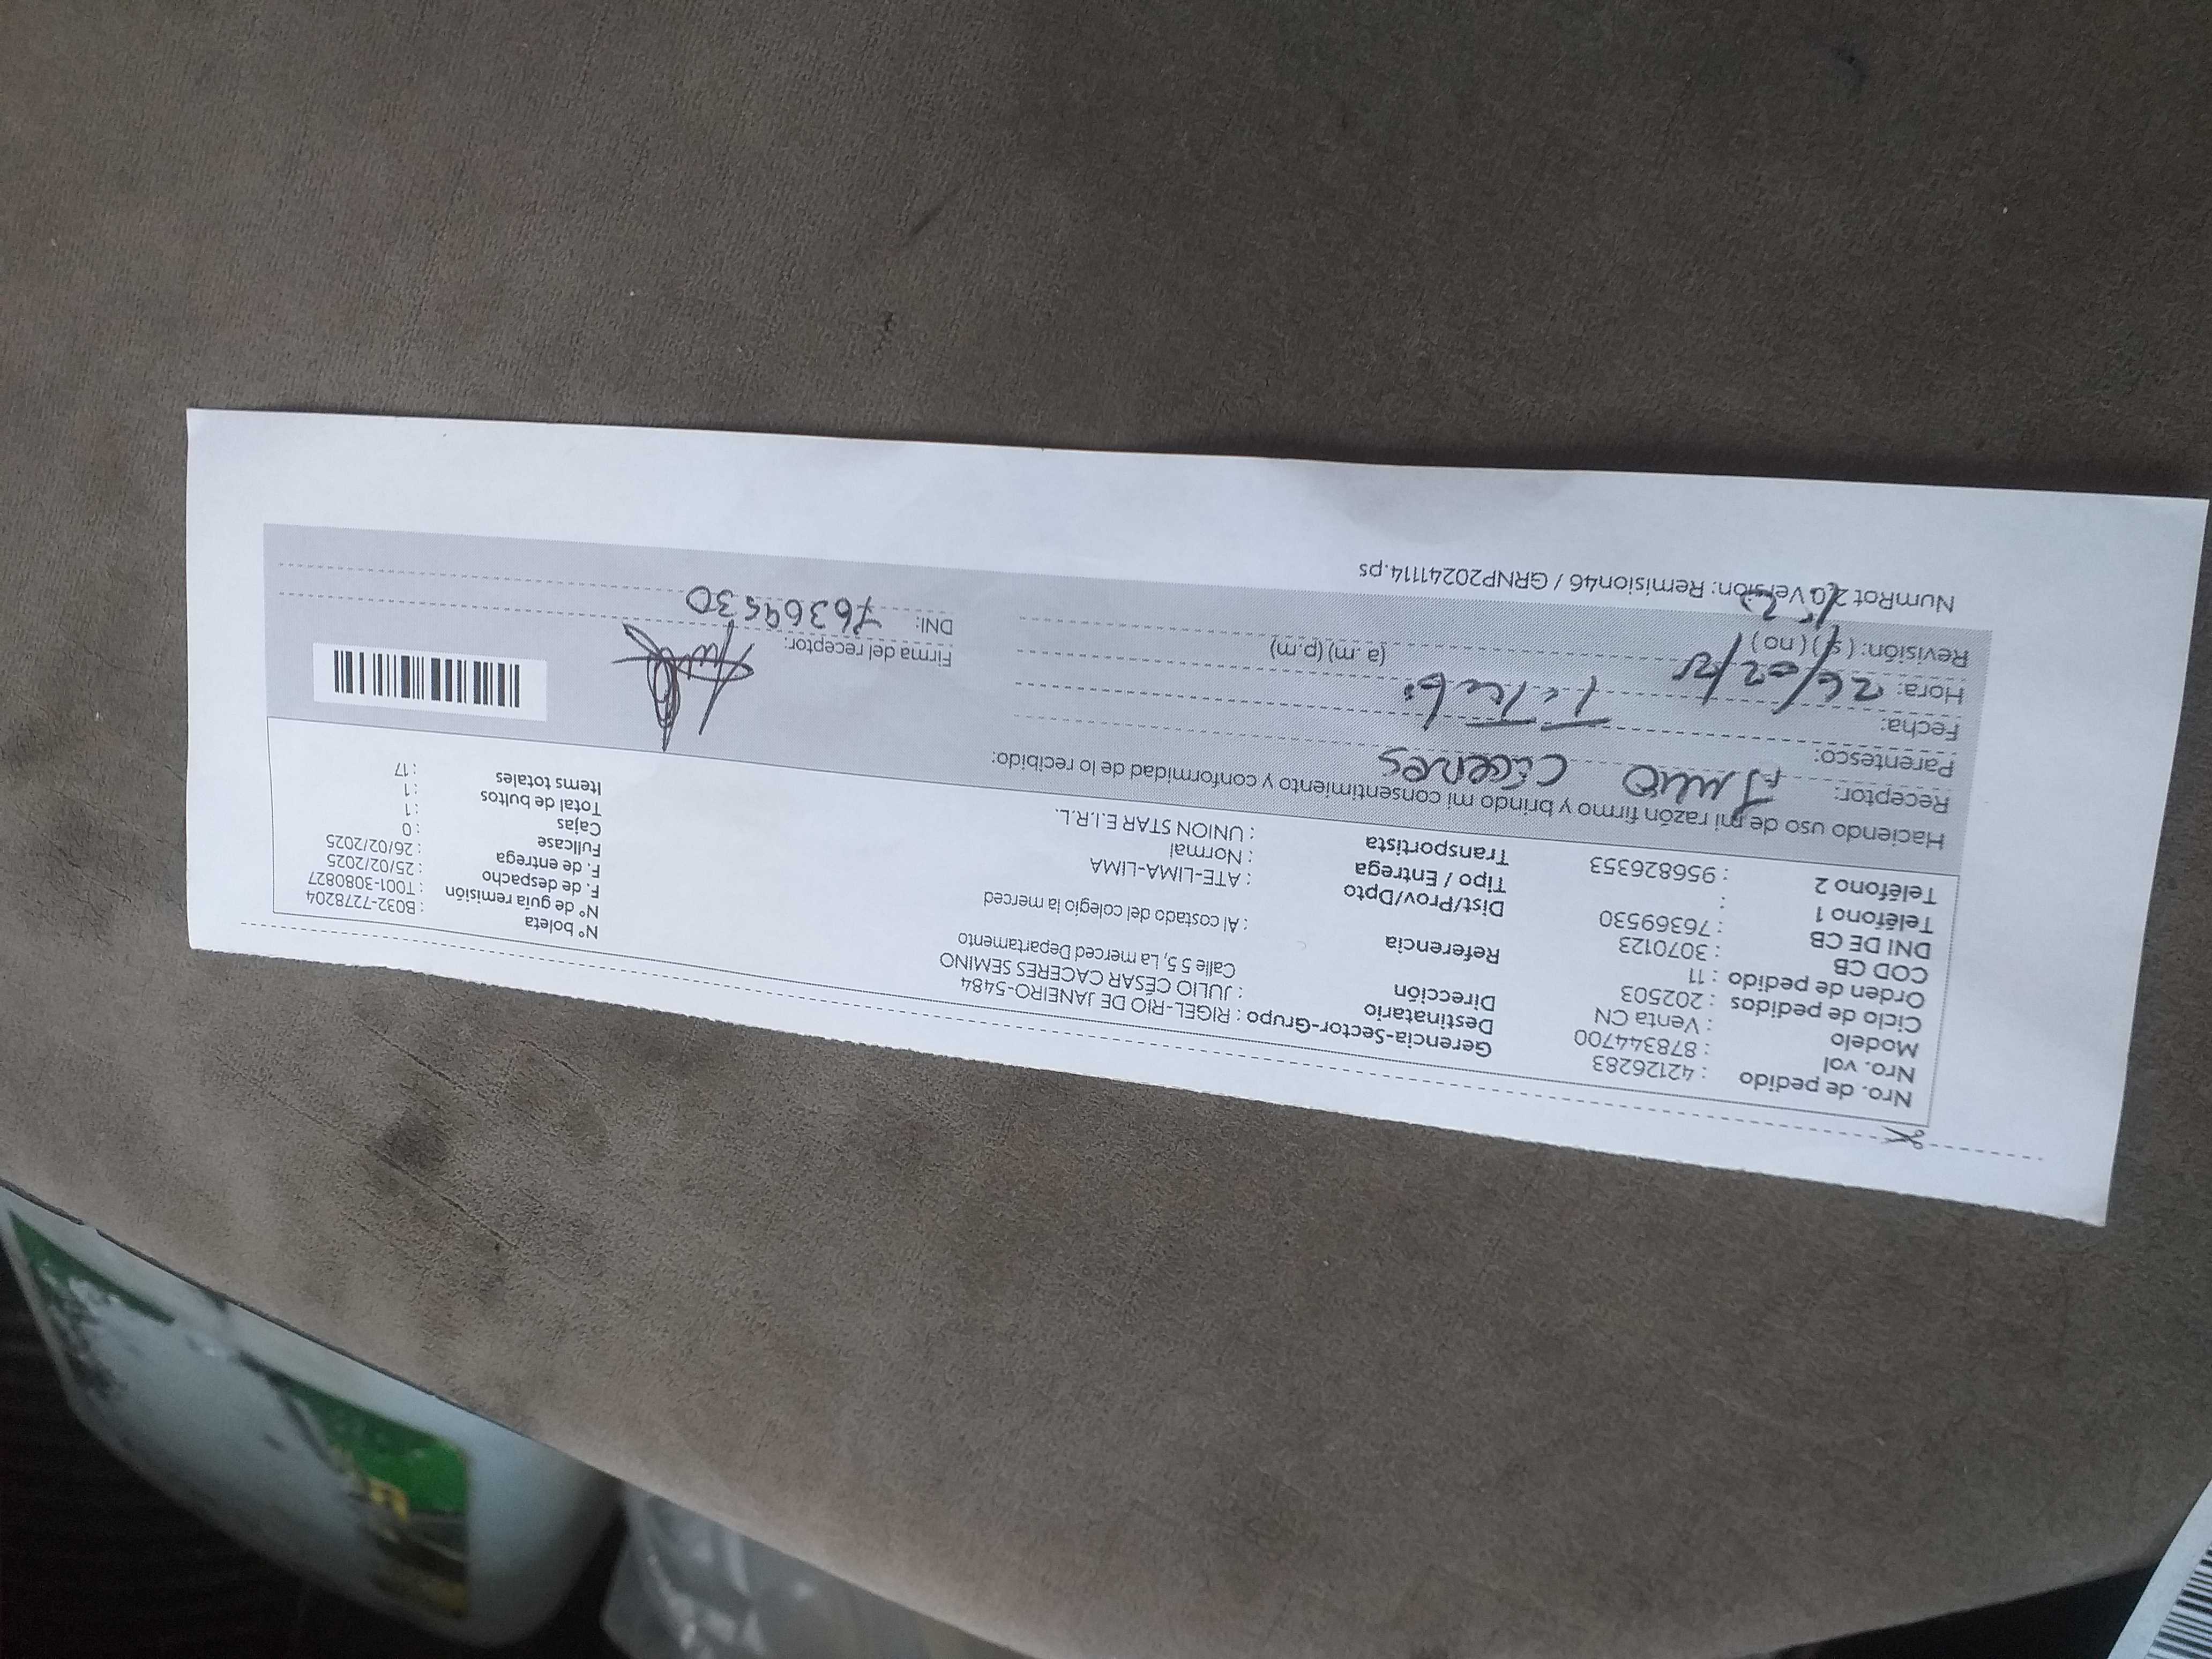 Nro. de pedido : 42126283
Nro. vol : 878344700
Modelo : Venta CN
Ciclo de pedidos : 202503
Orden de pedido : 11
COD CB : 3070123
DNI DE CB : 76369530
Teléfono 1 :
Teléfono 2 : 956826353
Gerencia-Sector-Grupo : RIGEL-RIO DE JANEIRO-5484
Destinatario : JULIO CÉSAR CACERES SEMINO
Dirección Calle 5 5, La merced Departamento
Referencia : Al costado del colegio la merced
Dist/Prov/Dpto : ATE-LIMA-LIMA
Tipo / Entrega : Normal
Transportista : UNION STAR E.I.R.L.
N° boleta : B032-7278204
N° de guía remisión : T001-3080827
F. de despacho : 25/02/2025
F. de entrega : 26/02/2025
Fullcase : 0
Cajas : 1
Total de bultos : 1
Items totales : 17
Haciendo uso de mi razón firmo y brindo mi consentimiento y conformidad de lo recibido:
Receptor: Julio Cáceres
Parentesco: Titular
Fecha: 26/02/25
Hora: (a.m) (p.m)
Revisión: (si) (no)
Firma del receptor:
DNI: 76369530
NumRot 2.0 Versión: Remision46 / GRNP20241114.ps